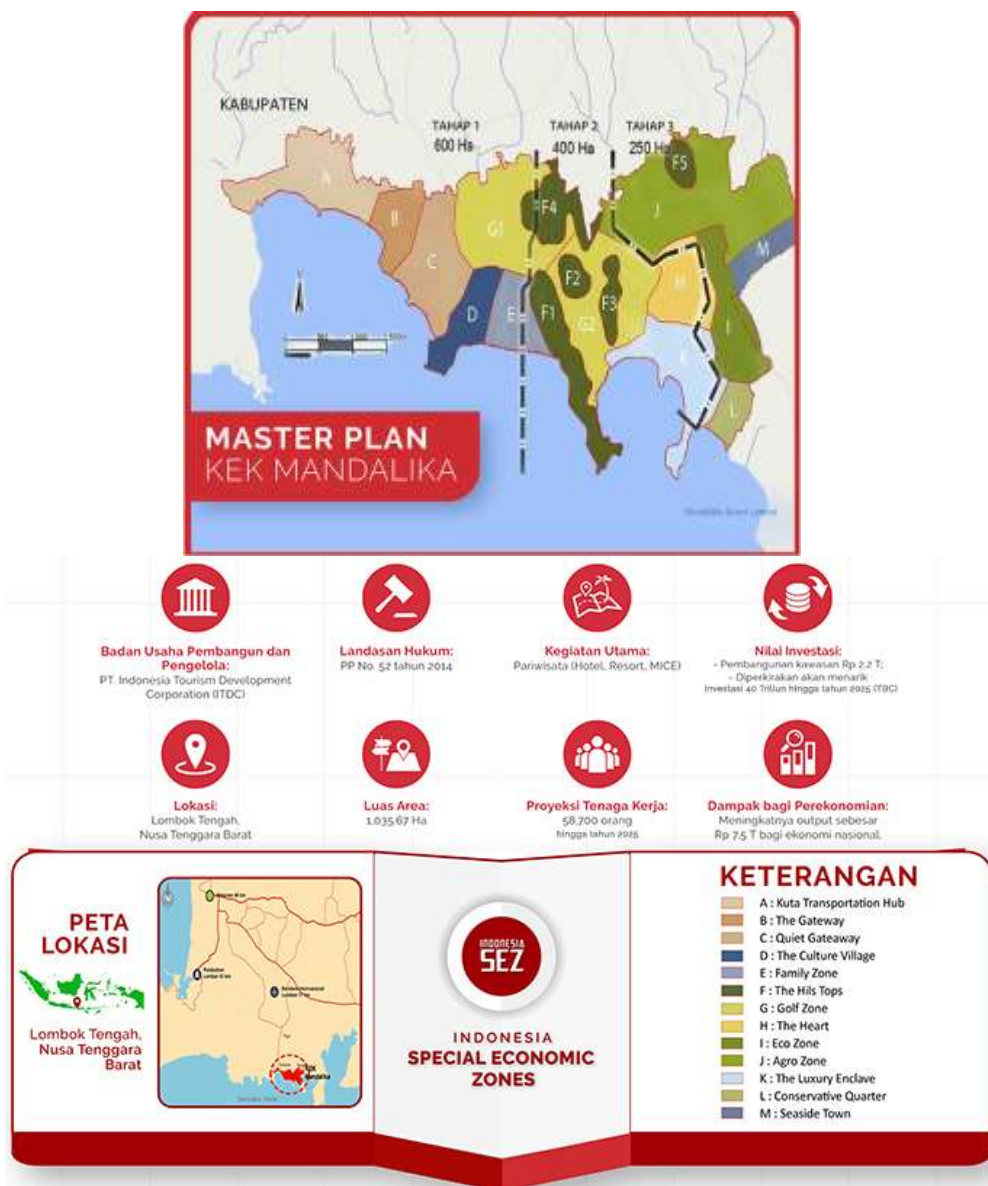 KABUPATEN
TAHAP 1
600 Ha
TAHAP 2
400 Ha
TAHAP 3
250 Ha
A
B
C
D
E
F1
F2
F3
F4
F5
G1
G2
H
I
J
L
M
MASTER PLAN
KEK MANDALIKA
Badan Usaha Pembangun dan
Pengelola:
PT. Indonesia Tourism Development
Corporation (ITDC)
Landasan Hukum:
PP No. 52 tahun 2014
Kegiatan Utama:
Pariwisata (Hotel, Resort, MICE)
Nilai Investasi:
- Pembangunan kawasan Rp 2.2 T;
- Diperkirakan akan menarik
Investasi 40 Triliun hingga tahun 2025 (TBC)
Lokasi:
Lombok Tengah,
Nusa Tenggara Barat
Luas Area:
1.035,67 Ha
Proyeksi Tenaga Kerja:
58.700 orang
hingga tahun 2025
Dampak bagi Perekonomian:
Meningkatnya output sebesar
Rp 7,5 T bagi ekonomi nasional.
PETA
LOKASI
Lombok Tengah,
Nusa Tenggara
Barat
Mandalika
INDONESIA
SEZ
INDONESIA
SPECIAL ECONOMIC
ZONES
KETERANGAN
A : Kuta Transportation Hub
B : The Gateway
C : Quiet Gateaway
D : The Culture Village
E : Family Zone
F : The Hils Tops
G : Golf Zone
H : The Heart
I : Eco Zone
J : Agro Zone
K : The Luxury Enclave
L : Conservative Quarter
M : Seaside Town